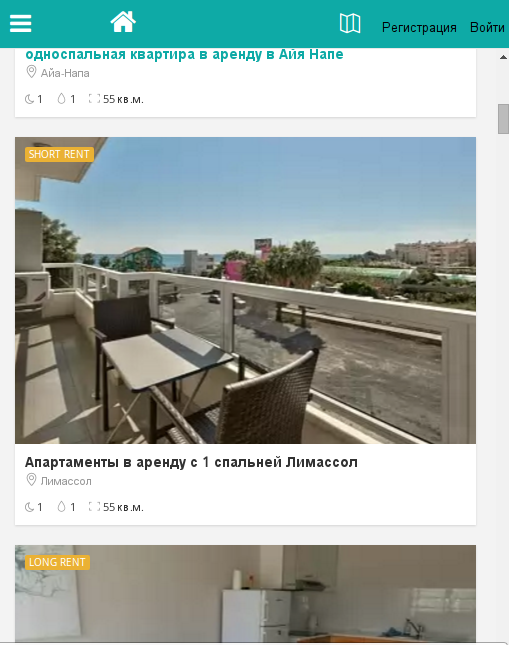 Регистрация Войти
односпальная квартира в аренду в Айя Напе
Айа-Напа
1 1 55 кв.м.
SHORT RENT
Апартаменты в аренду с 1 спальней Лимассол
Лимассол
1 1 55 кв.м.
LONG RENT